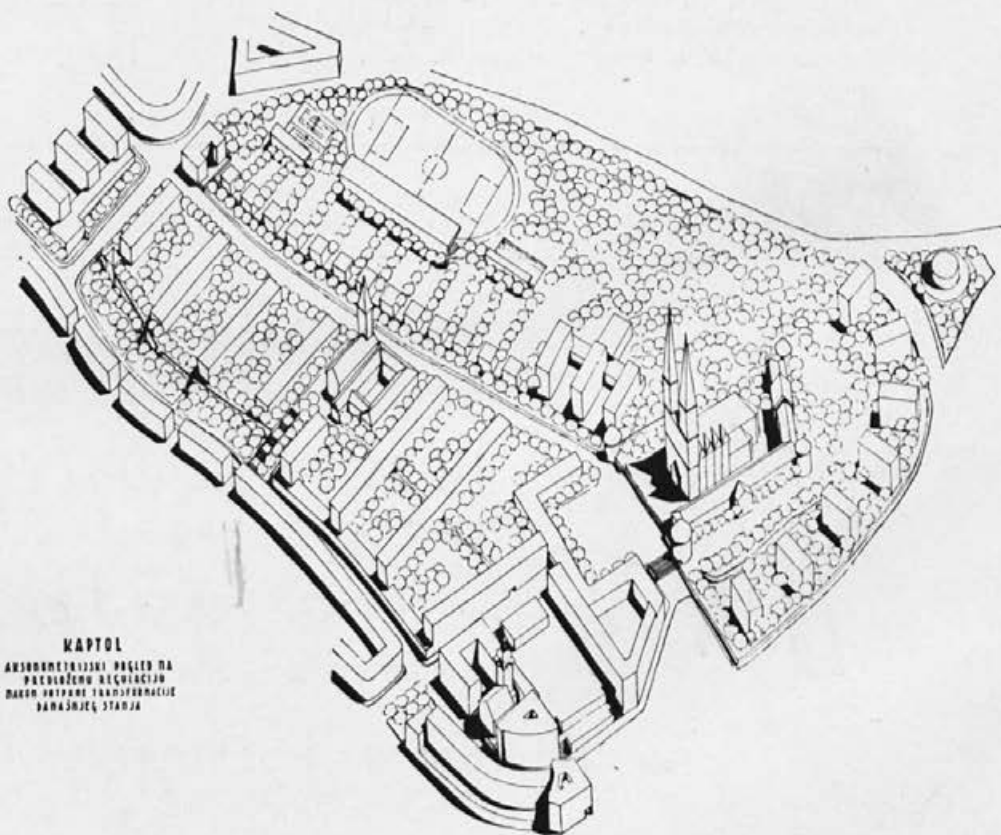 KAPTOL
AKSONOMETRIJSKI POGLED NA
PREDLOŽENU REGULACIJU
NAKON POTPUNE TRANSFORMACIJE
DANAŠNJEG STANJA